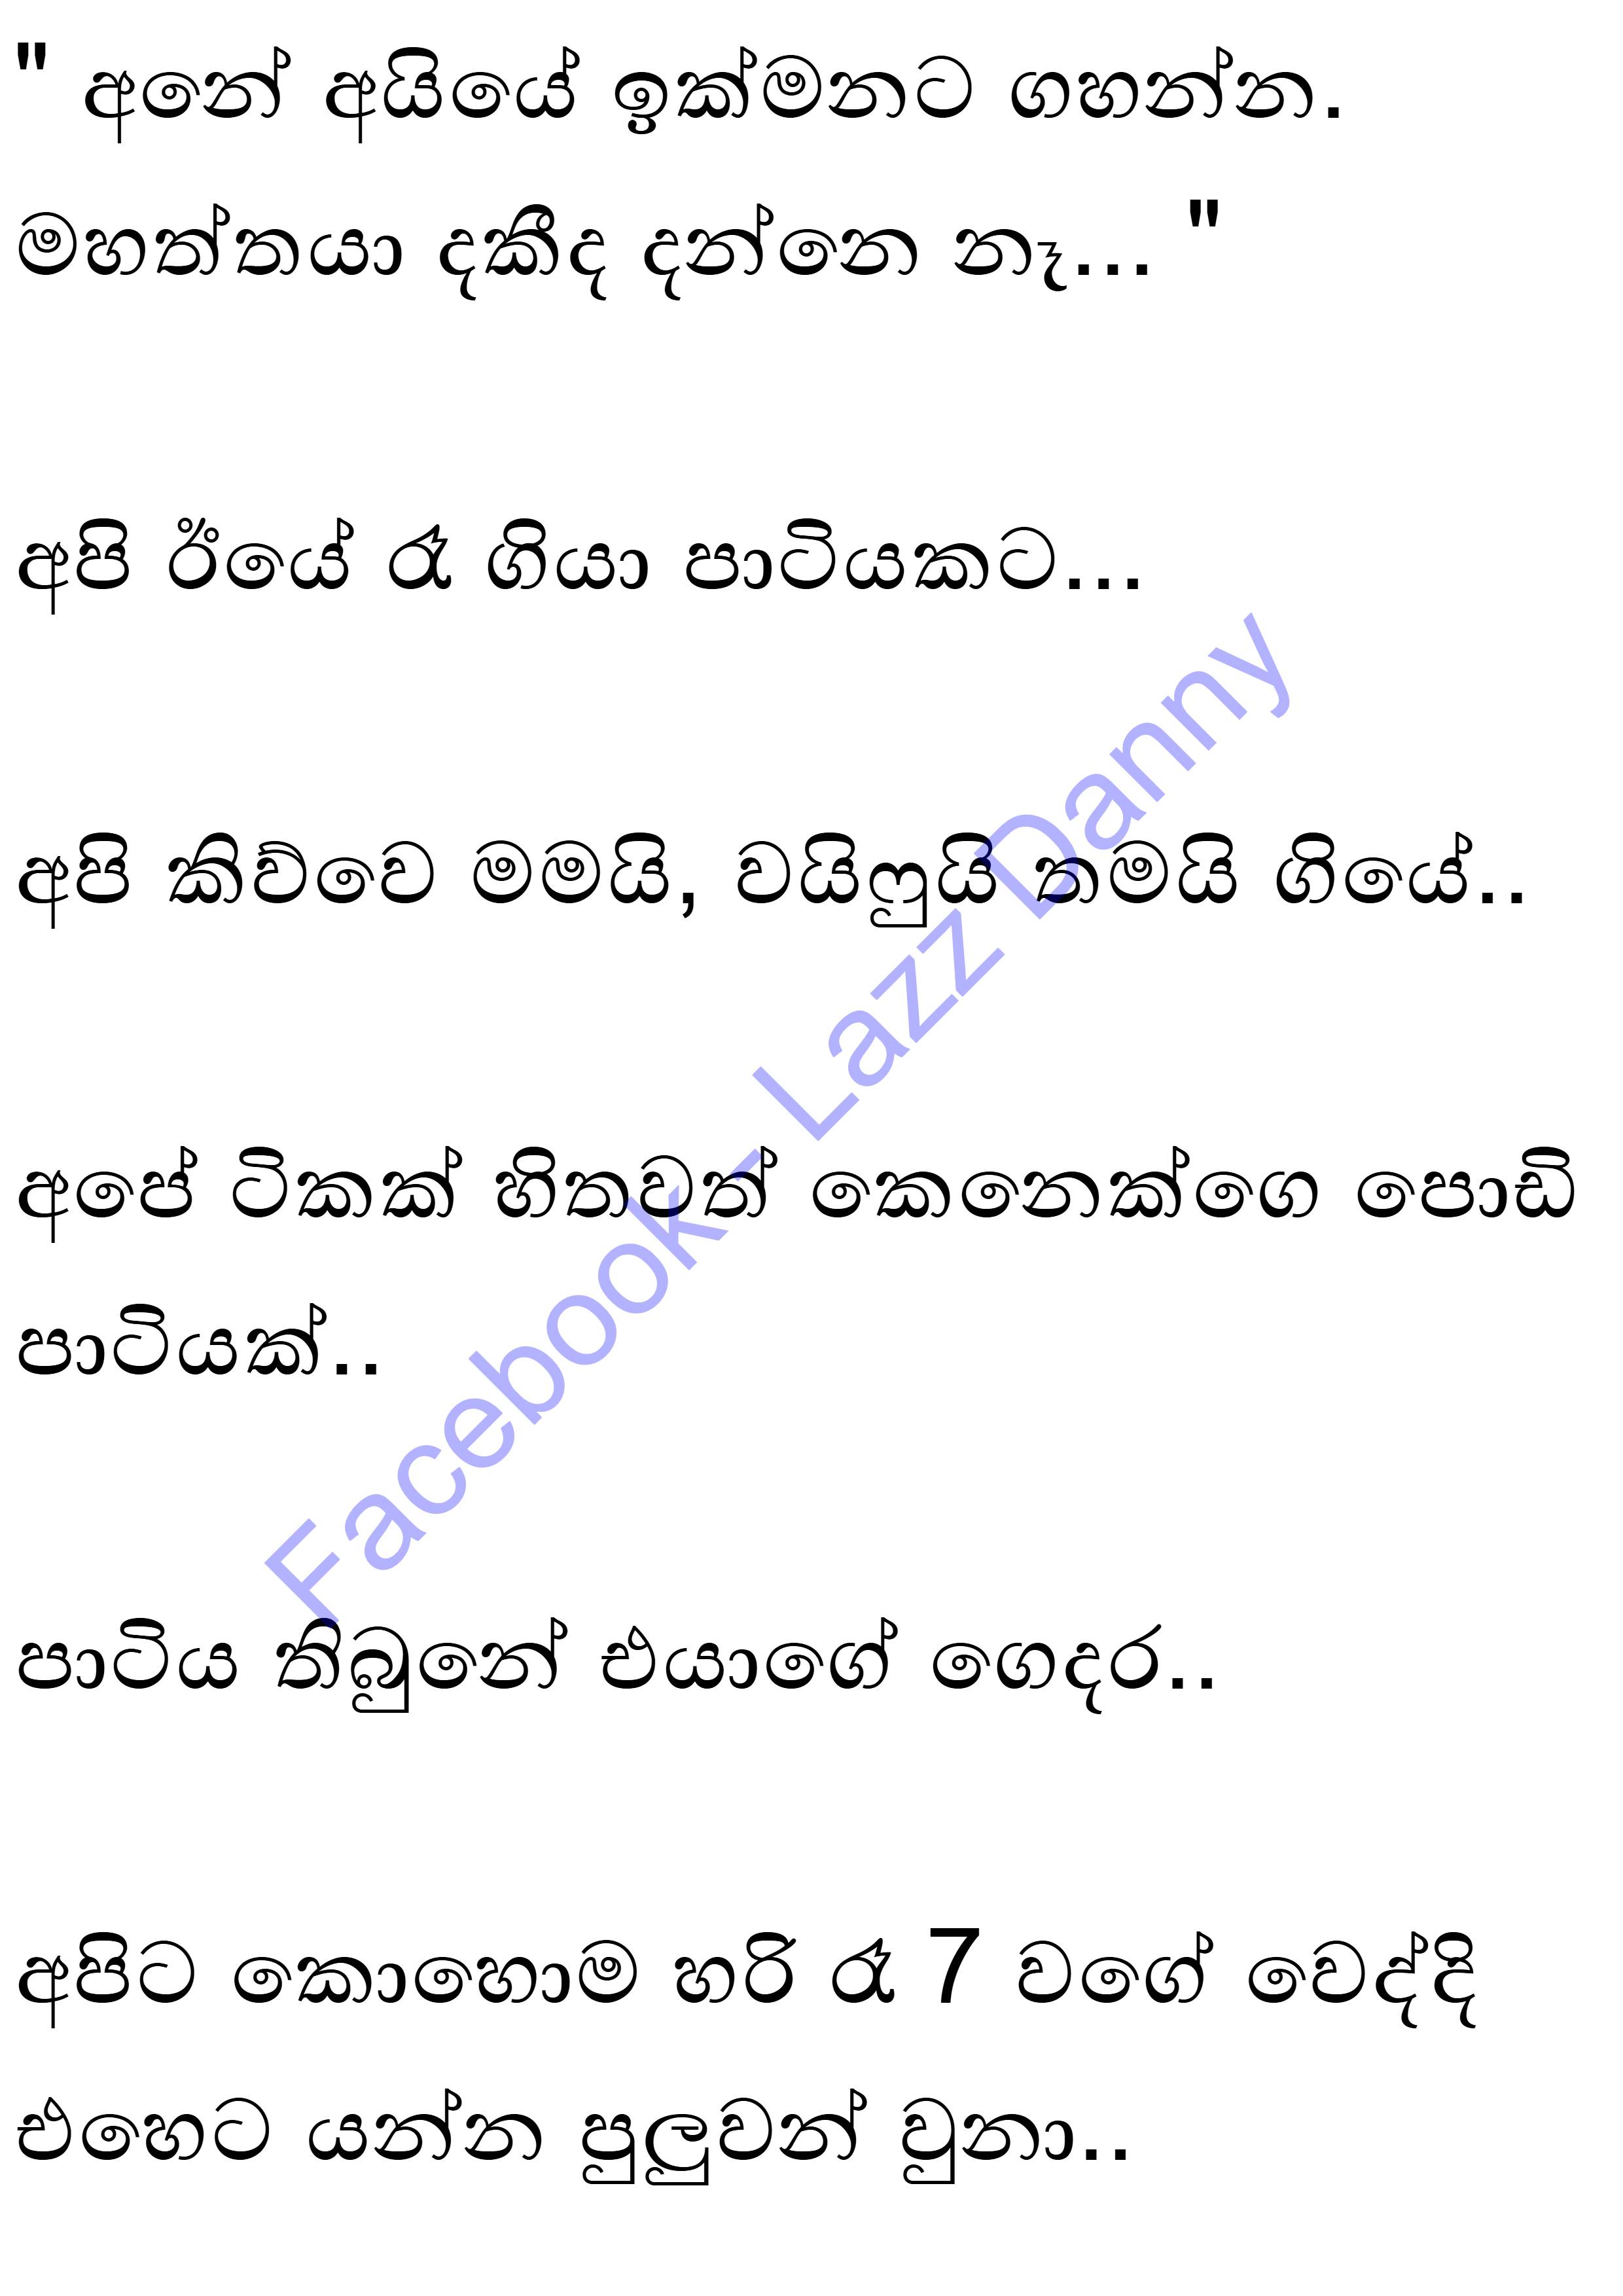 " අනේ අයියේ ඉක්මනට ගහන්න.
මහත්තයා දකීද දන්නෙ නෑ... "
අපි ඊයේ රෑ ගියා පාටියකට...
අපි කිව්වෙ මමයි, වයිෆුයි තමයි ගියේ..
අපේ ටිකක් හිතවත් කෙනෙක්ගෙ පොඩි
පාටියක්..
පාටිය තිබුනේ එයාගේ ගෙදර..
අපිට කොහොම හරි රෑ 7 වගේ වෙද්දි
එහෙට යන්න පුලුවන් වුනා..
Facebook- Lazz Danny